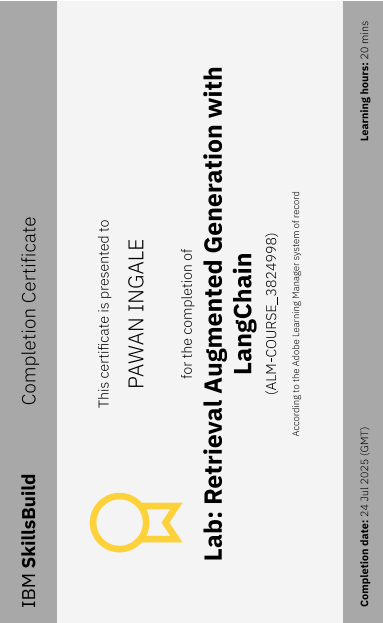 IBM SkillsBuild
Completion Certificate
This certificate is presented to
PAWAN INGALE
for the completion of
Lab: Retrieval Augmented Generation with
LangChain
(ALM-COURSE_3824998)
According to the Adobe Learning Manager system of record
Completion date: 24 Jul 2025 (GMT)
Learning hours: 20 mins